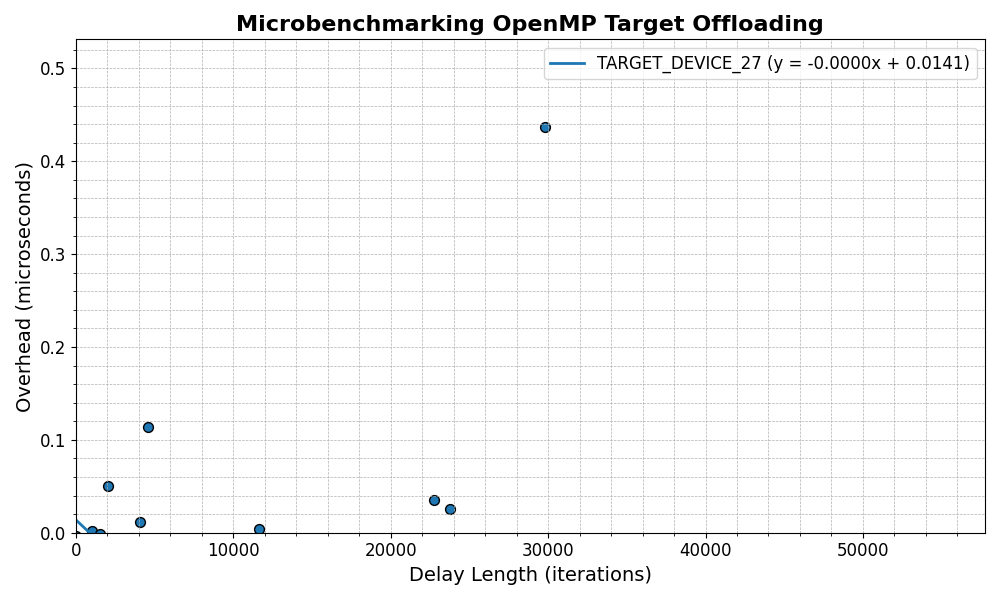 Microbenchmarking OpenMP Target Offloading
TARGET_DEVICE_27 (y = -0.0000x + 0.0141)
Overhead (microseconds)
0.5
0.4
0.3
0.2
0.1
0.0
0 10000 20000 30000 40000 50000
Delay Length (iterations)